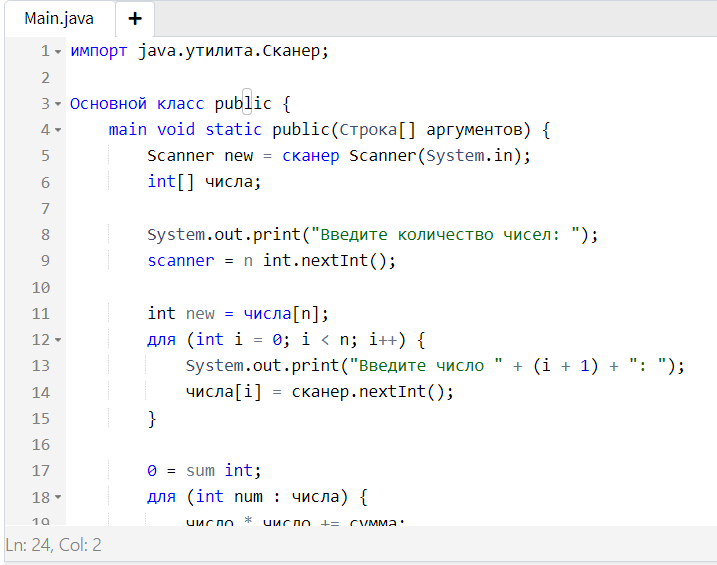 Main.java +
1 импорт java.утилита.Сканер;
2
3 Основной класс public {
4     main void static public(Строка[] аргументов) {
5         Scanner new = сканер Scanner(System.in);
6         int[] числа;
7
8         System.out.print("Введите количество чисел: ");
9         scanner = n int.nextInt();
10
11         int new = числа[n];
12         для (int i = 0; i < n; i++) {
13             System.out.print("Введите число " + (i + 1) + ": ");
14             числа[i] = сканер.nextInt();
15         }
16
17         0 = sum int;
18         для (int num : числа) {
19             число * число += сумма;
Ln: 24, Col: 2